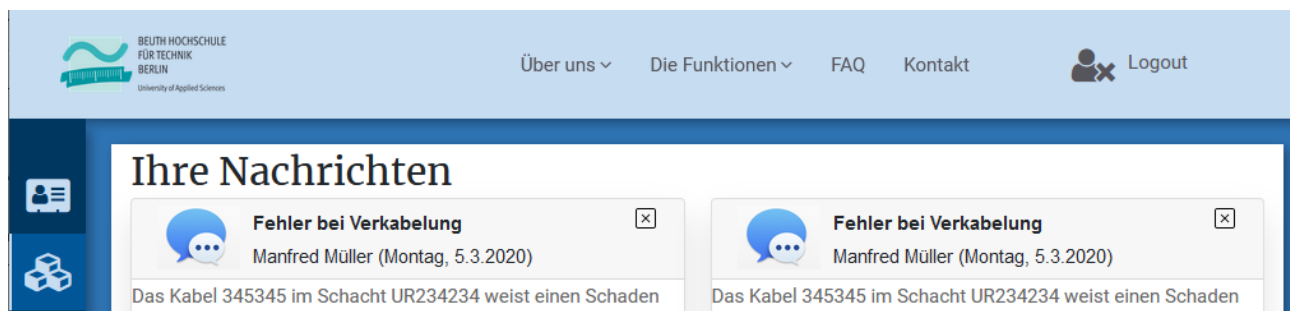 BEUTH HOCHSCHULE
FÜR TECHNIK
BERLIN
University of Applied Sciences
Über uns Die Funktionen FAQ Kontakt Logout
Ihre Nachrichten
Fehler bei Verkabelung
Manfred Müller (Montag, 5.3.2020)
Das Kabel 345345 im Schacht UR234234 weist einen Schaden
Fehler bei Verkabelung
Manfred Müller (Montag, 5.3.2020)
Das Kabel 345345 im Schacht UR234234 weist einen Schaden